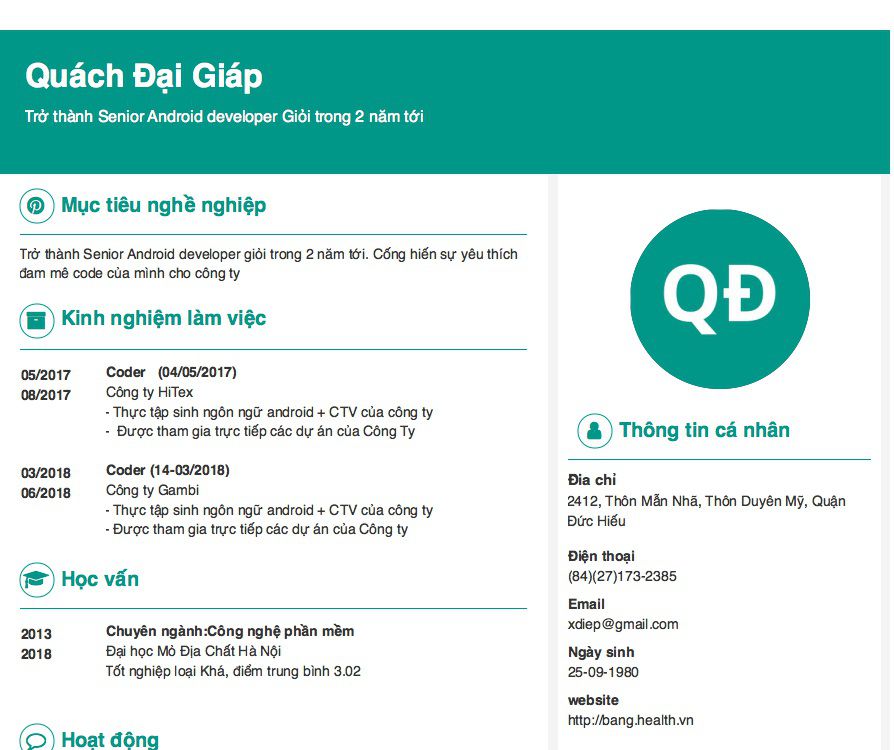 Quách Đại Giáp
Trở thành Senior Android developer Giỏi trong 2 năm tới
Mục tiêu nghề nghiệp
Trở thành Senior Android developer giỏi trong 2 năm tới. Cống hiến sự yêu thích
đam mê code của mình cho công ty
Kinh nghiệm làm việc
05/2017
08/2017
Coder (04/05/2017)
Công ty HiTex
- Thực tập sinh ngôn ngữ android + CTV của công ty
- Được tham gia trực tiếp các dự án của Công Ty
03/2018
06/2018
Coder (14-03/2018)
Công ty Gambi
- Thực tập sinh ngôn ngữ android + CTV của công ty
- Được tham gia trực tiếp các dự án của Công ty
Học vấn
2013
2018
Chuyên ngành:Công nghệ phần mềm
Đại học Mỏ Địa Chất Hà Nội
Tốt nghiệp loại Khá, điểm trung bình 3.02
Hoạt động
QĐ
Thông tin cá nhân
Đia chỉ
2412, Thôn Mẫn Nhã, Thôn Duyên Mỹ, Quận
Đức Hiếu
Điện thoại
(84)(27)173-2385
Email
xdiep@gmail.com
Ngày sinh
25-09-1980
website
http://bang.health.vn